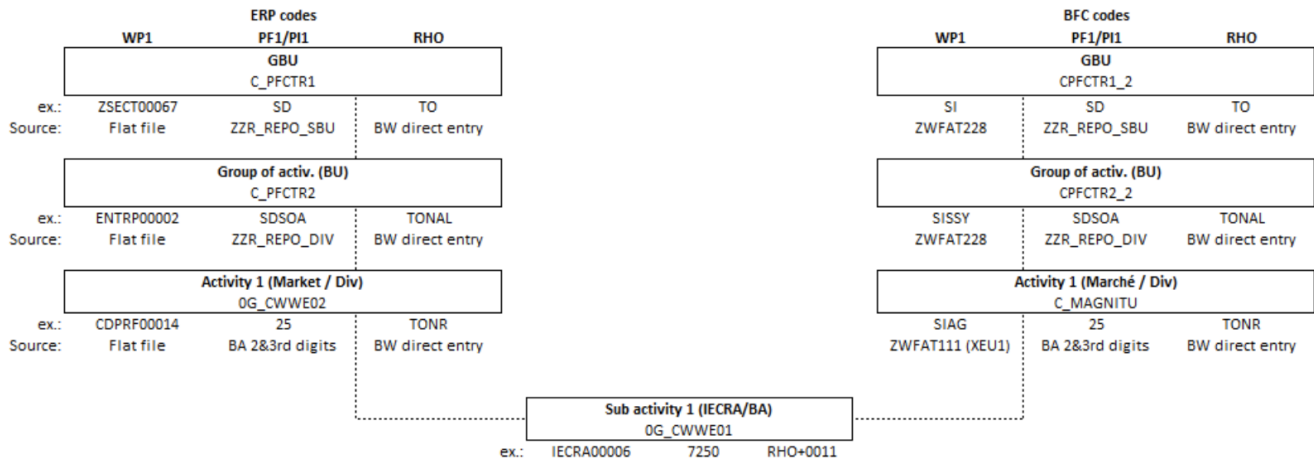 ERP codes BFC codes
WP1 PF1/PI1 RHO WP1 PF1/PI1 RHO
GBU GBU
C_PFCTR1 CPFCTR1_2
ex.: ZSECT00067 SD TO SI SD TO
Source: Flat file ZZR_REPO_SBU BW direct entry ZWFAT228 ZZR_REPO_SBU BW direct entry
Group of activ. (BU) Group of activ. (BU)
C_PFCTR2 CPFCTR2_2
ex.: ENTRP00002 SDSOA TONAL SISSY SDSOA TONAL
Source: Flat file ZZR_REPO_DIV BW direct entry ZWFAT228 ZZR_REPO_DIV BW direct entry
Activity 1 (Market / Div) Activity 1 (Marché / Div)
0G_CWWE02 C_MAGNITU
ex.: CDPRF00014 25 TONR SIAG 25 TONR
Source: Flat file BA 2&3rd digits BW direct entry ZWFAT111 (XEU1) BA 2&3rd digits BW direct entry
Sub activity 1 (IECRA/BA)
0G_CWWE01
ex.: IECRA00006 7250 RHO+0011